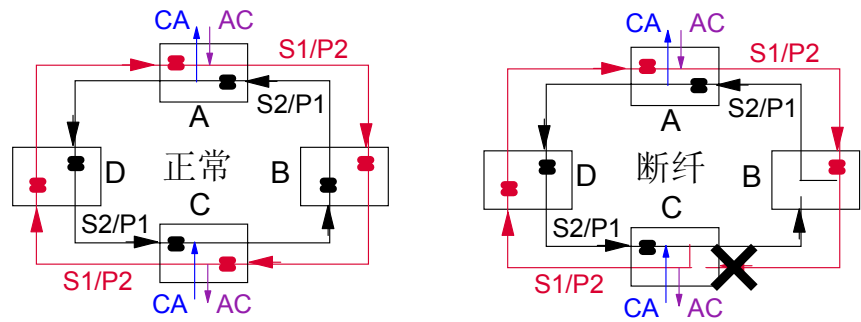 CA AC
S1/P2
S2/P1
A
D 正常 B
C
S2/P1
S1/P2
CA AC
CA AC
S1/P2
S2/P1
A
D 断纤 B
C
S2/P1
S1/P2
CA AC